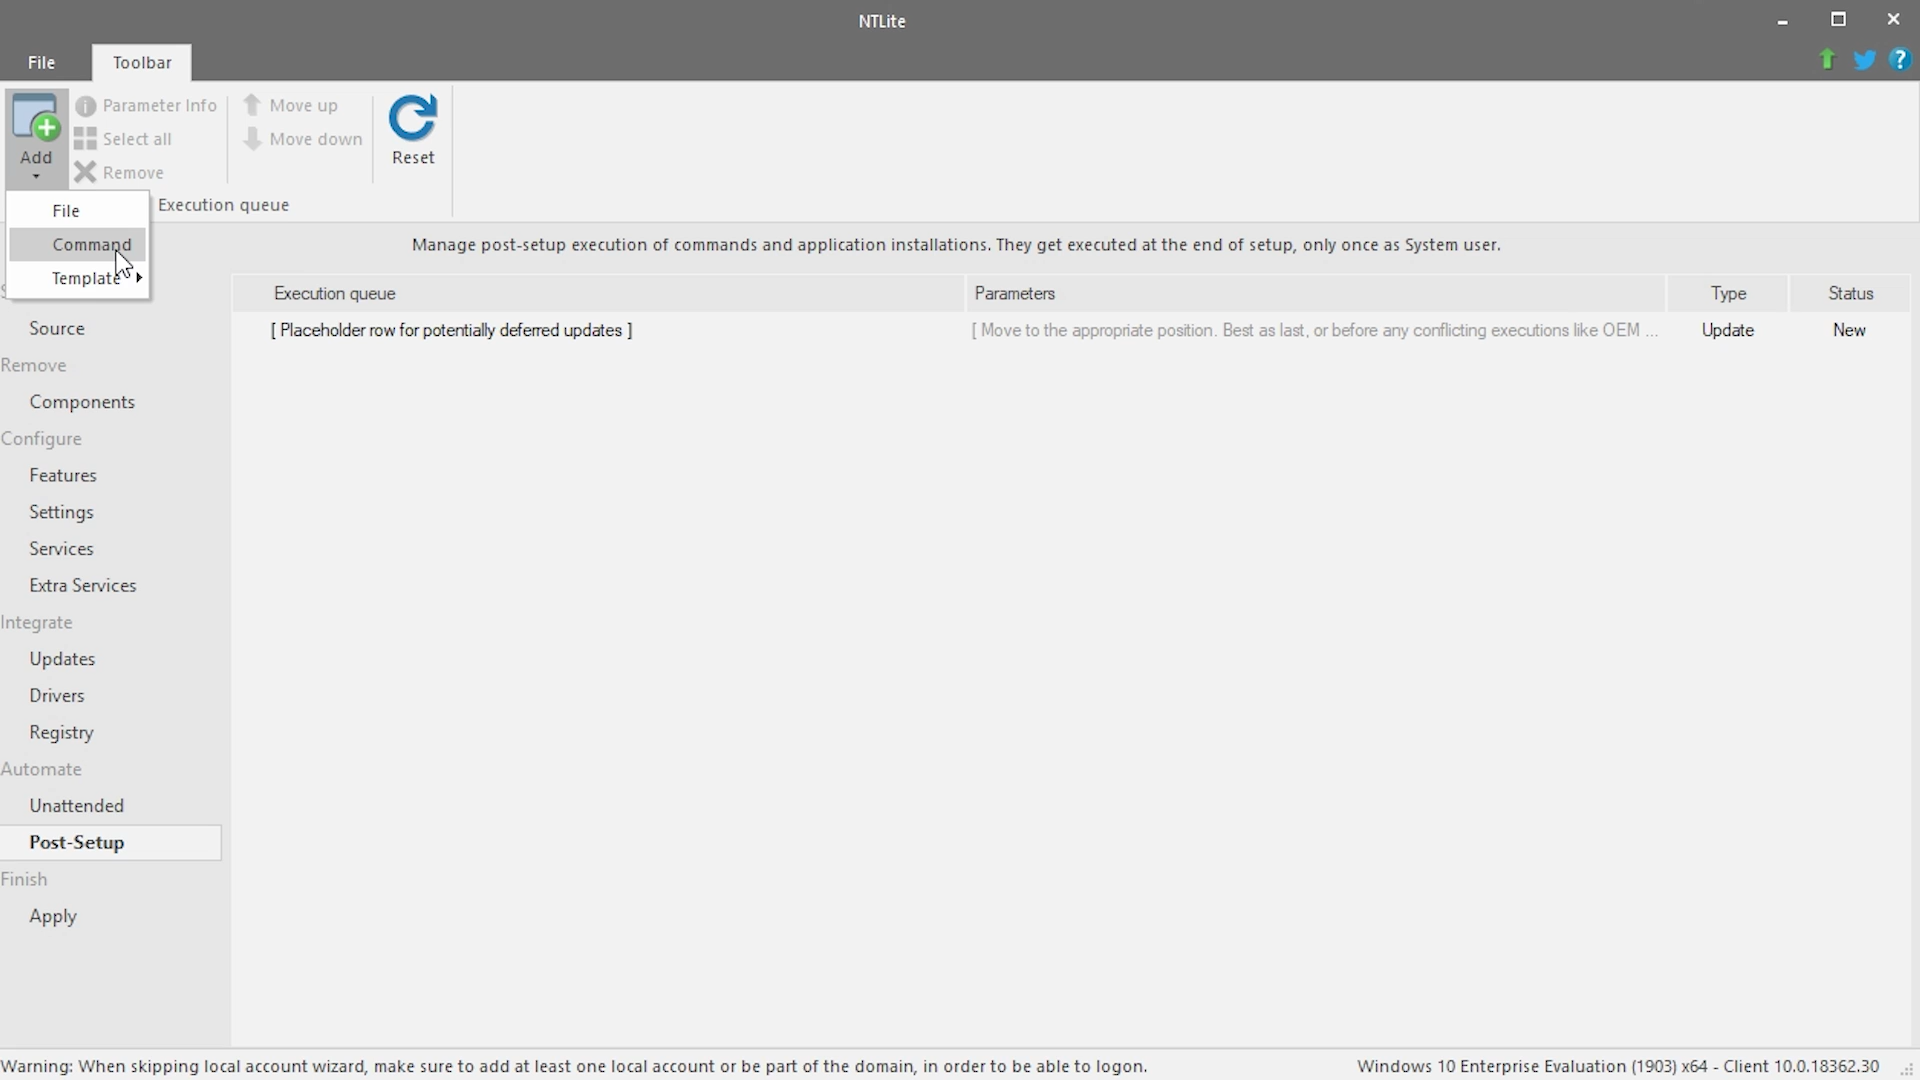 NTLite
File
Toolbar
Add
Parameter Info
Select all
Remove
Move up
Move down
Reset
Execution queue
File
Command
Template
Manage post-setup execution of commands and application installations. They get executed at the end of setup, only once as System user.
Execution queue
Parameters
Type
Status
[ Placeholder row for potentially deferred updates ]
[ Move to the appropriate position. Best as last, or before any conflicting executions like OEM ...
Update
New
Source
Remove
Components
Configure
Features
Settings
Services
Extra Services
Integrate
Updates
Drivers
Registry
Automate
Unattended
Post-Setup
Finish
Apply
Warning: When skipping local account wizard, make sure to add at least one local account or be part of the domain, in order to be able to logon.
Windows 10 Enterprise Evaluation (1903) x64 - Client 10.0.18362.30